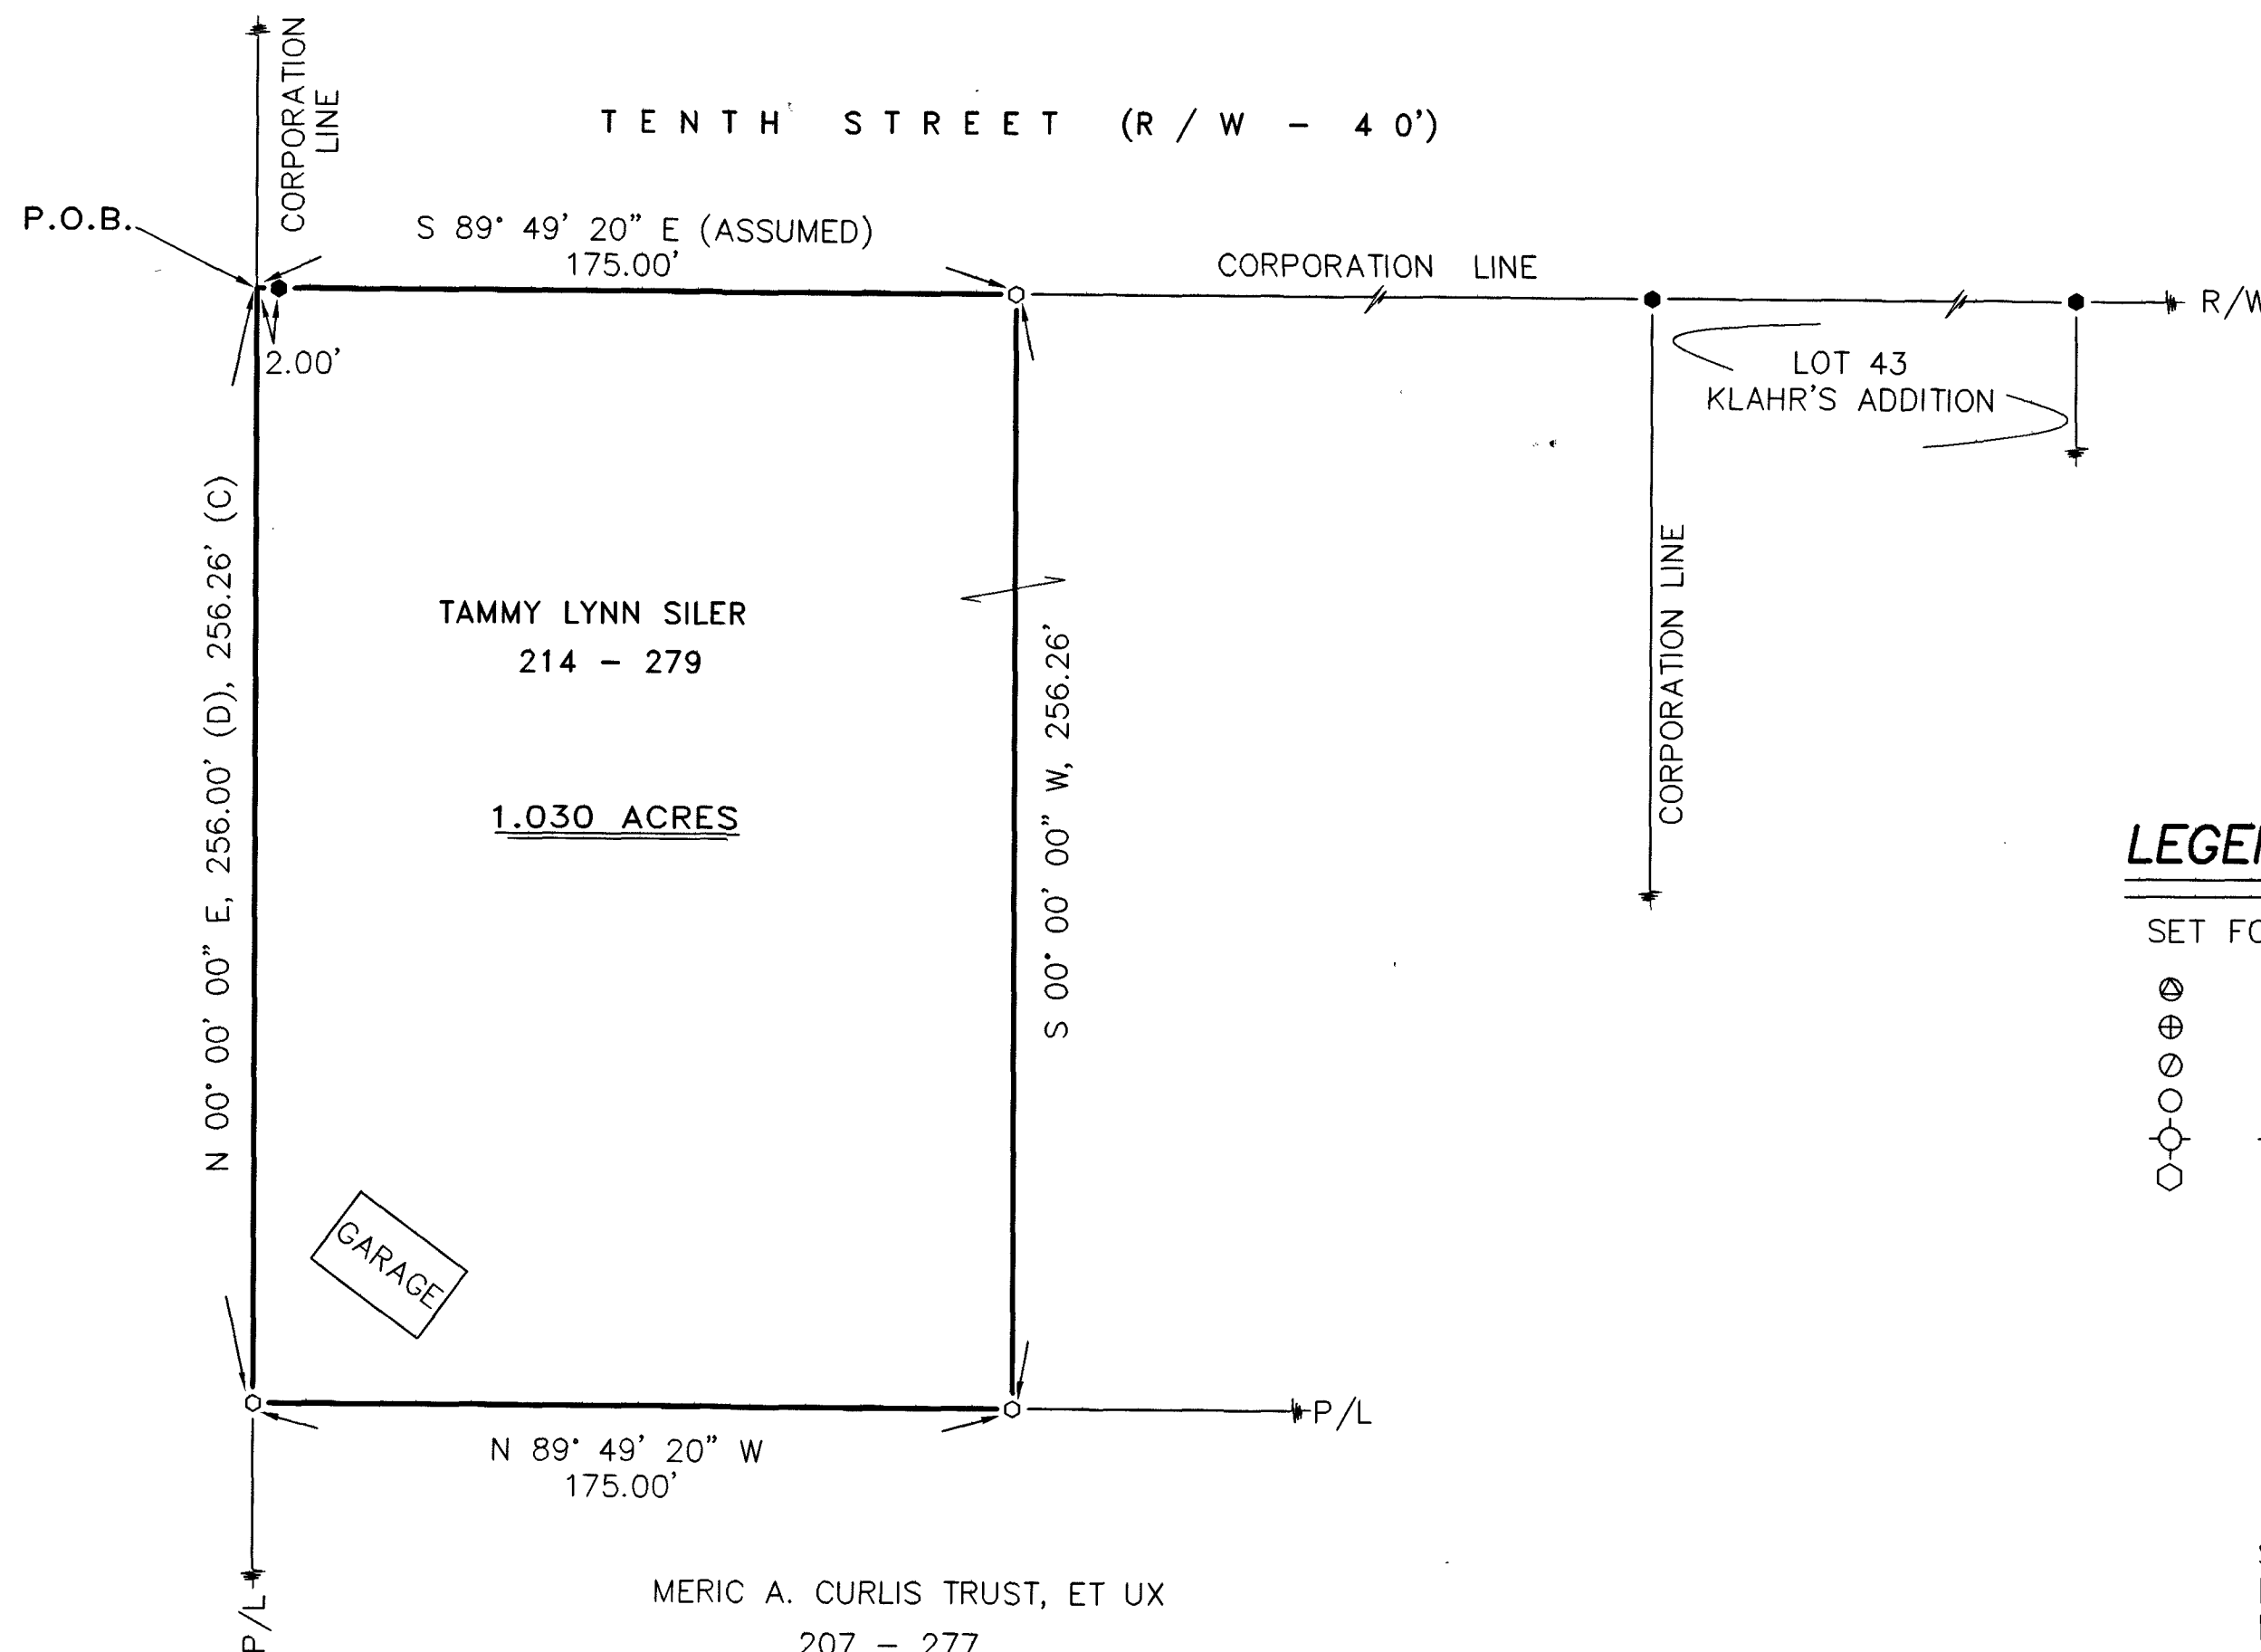 CORPORATION
LINE
TENTH STREET (R/W - 40')
P.O.B.
S 89° 49' 20" E (ASSUMED)
175.00'
CORPORATION LINE
R/W
2.00'
LOT 43
KLAHR'S ADDITION
N 00° 00' 00" E, 256.00' (D), 256.26' (C)
TAMMY LYNN SILER
214 - 279
1.030 ACRES
S 00° 00' 00" W, 256.26'
CORPORATION LINE
SET
GARAGE
P/L
N 89° 49' 20" W
175.00'
P/L
MERIC A. CURLIS TRUST, ET UX
207 - 277